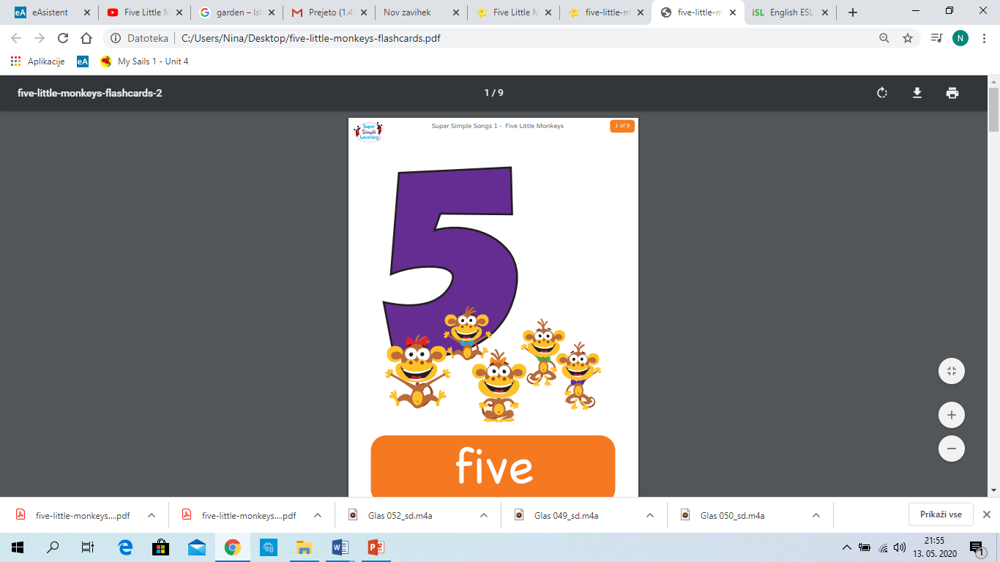 eAsistent
Five Little M
garden – Isk
Prejeto (1.4
Nov zavihek
Five Little M
five-little-m
five-little-m
English ESL
Datoteka
C:/Users/Nina/Desktop/five-little-monkeys-flashcards.pdf
N
Aplikacije
eA
My Sails 1 - Unit 4
five-little-monkeys-flashcards-2
1 / 9
Super Simple Learning
Super Simple Songs 1 - Five Little Monkeys
1 of 9
5
five
five-little-monkeys....pdf
five-little-monkeys....pdf
Glas 052_sd.m4a
Glas 049_sd.m4a
Glas 050_sd.m4a
Prikaži vse
21:55
13. 05. 2020
1